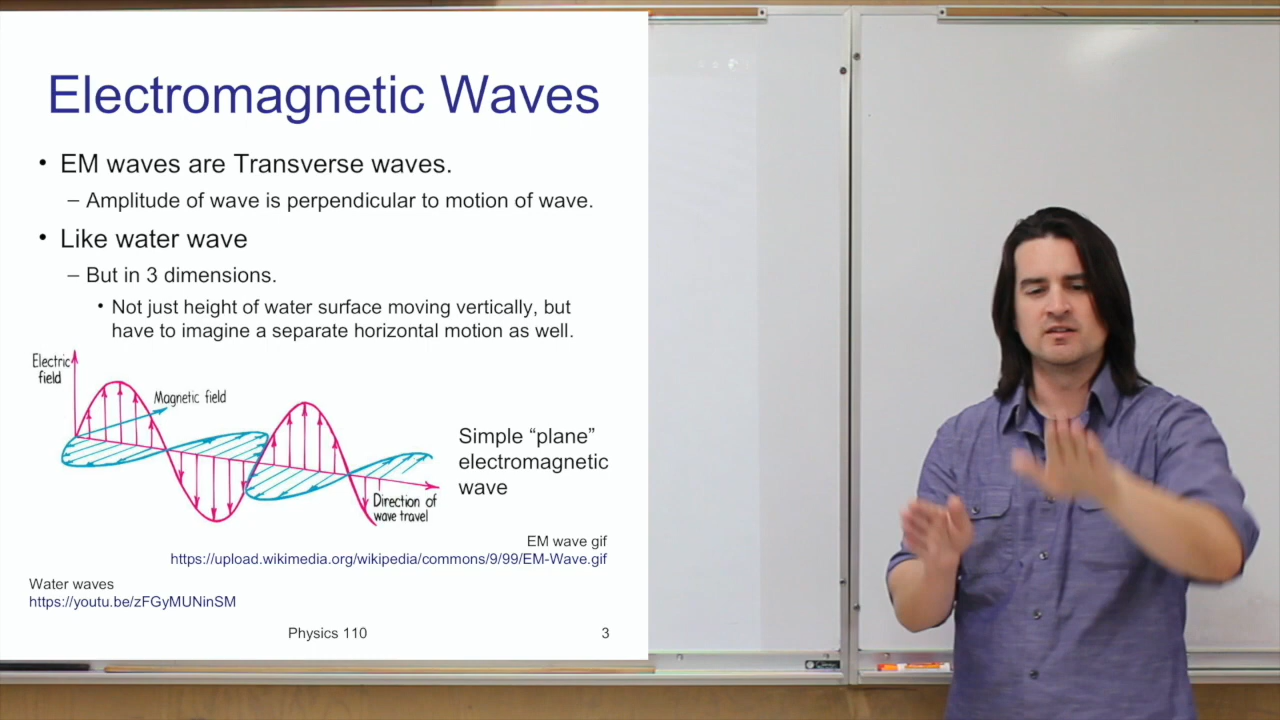 Electromagnetic Waves
• EM waves are Transverse waves.
– Amplitude of wave is perpendicular to motion of wave.
• Like water wave
– But in 3 dimensions.
• Not just height of water surface moving vertically, but
have to imagine a separate horizontal motion as well.
Electric
field
Magnetic field
Direction of
wave travel
Simple “plane”
electromagnetic
wave
EM wave gif
https://upload.wikimedia.org/wikipedia/commons/9/99/EM-Wave.gif
Water waves
https://youtu.be/zFGyMUNinSM
Physics 110
3